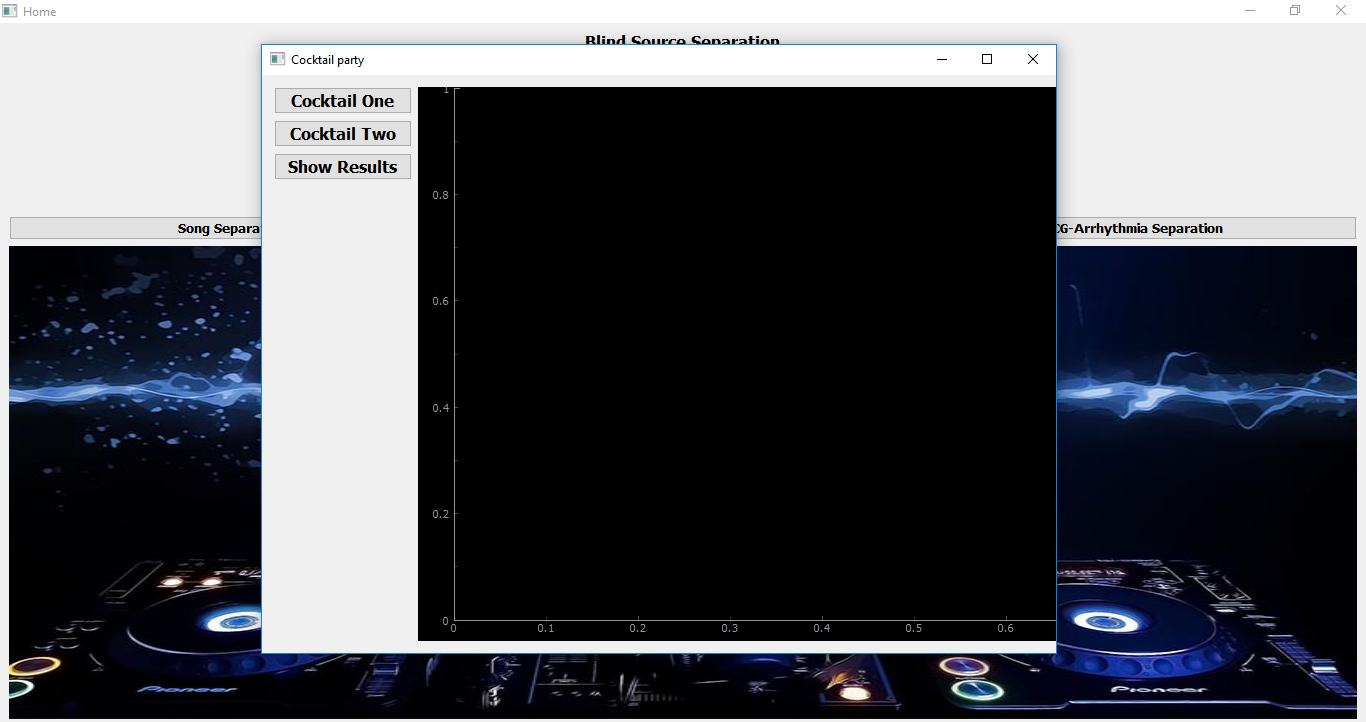 Home
Blind Source Separation
Cocktail party
Cocktail One
Cocktail Two
Show Results
1
0.8
0.6
0.4
0.2
0
0 0.1 0.2 0.3 0.4 0.5 0.6
Song Separa
CG-Arrhythmia Separation
Pioneer
Pioneer